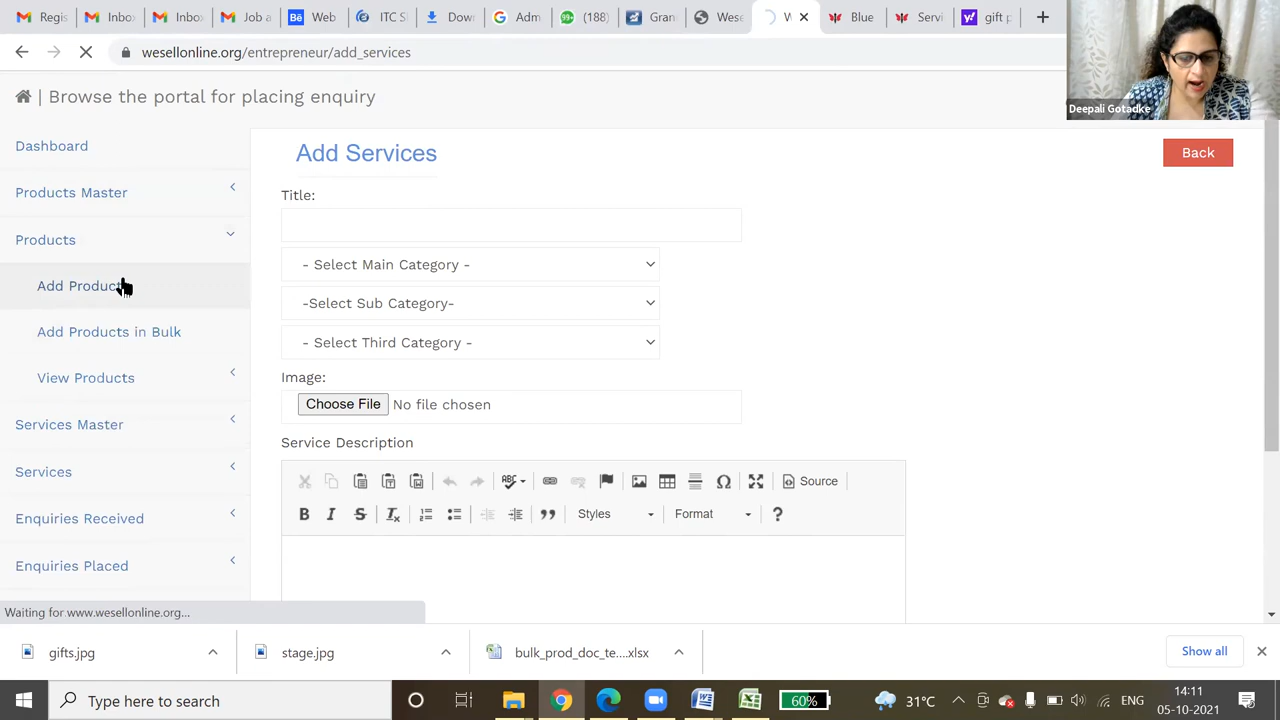 Regis
Inbox
Inbox
Job a
Web
ITC S
Dow
Adm
(188)
Gran
Wese
W
Blue
Servi
gift p
wesellonline.org/entrepreneur/add_services
| Browse the portal for placing enquiry
Deepali Gotadke
Dashboard
Add Services
Back
Products Master
Title:
Products
- Select Main Category -
Add Product
-Select Sub Category-
Add Products in Bulk
- Select Third Category -
View Products
Image:
Choose File No file chosen
Services Master
Service Description
Services
ABC
Source
Enquiries Received
B I S Tx
Styles
Format
?
Enquiries Placed
Waiting for www.wesellonline.org...
gifts.jpg
stage.jpg
bulk_prod_doc_te....xlsx
Show all
Type here to search
60%
31°C
ENG
14:11
05-10-2021